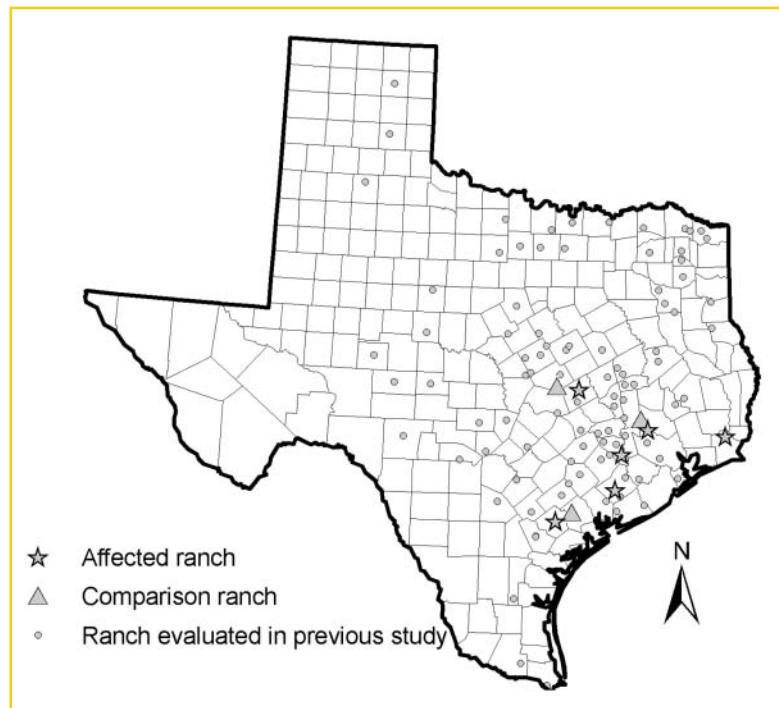 Affected ranch
Comparison ranch
Ranch evaluated in previous study
N